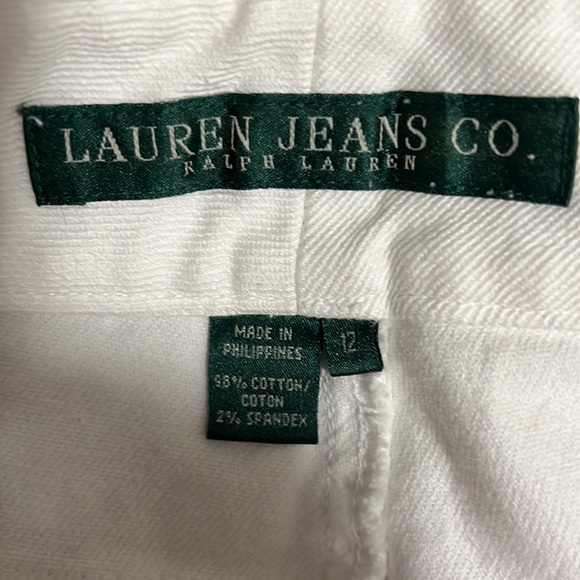 LAUREN JEANS CO.
RALPH LAUREN
MADE IN
PHILIPPINES
98% COTTON/
COTON
2% SPANDEX
12